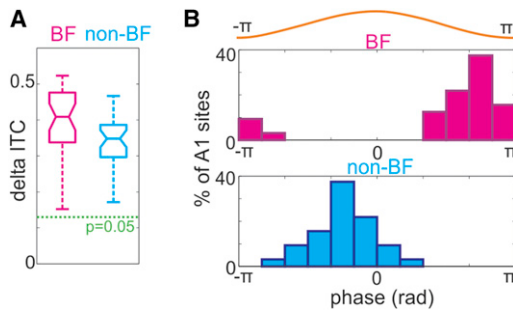 A
BF non-BF
0.5
delta ITC
p=0.05
0
B
-π π
BF
40
0
-π 0 π
% of A1 sites
non-BF
40
0
-π 0 π
phase (rad)